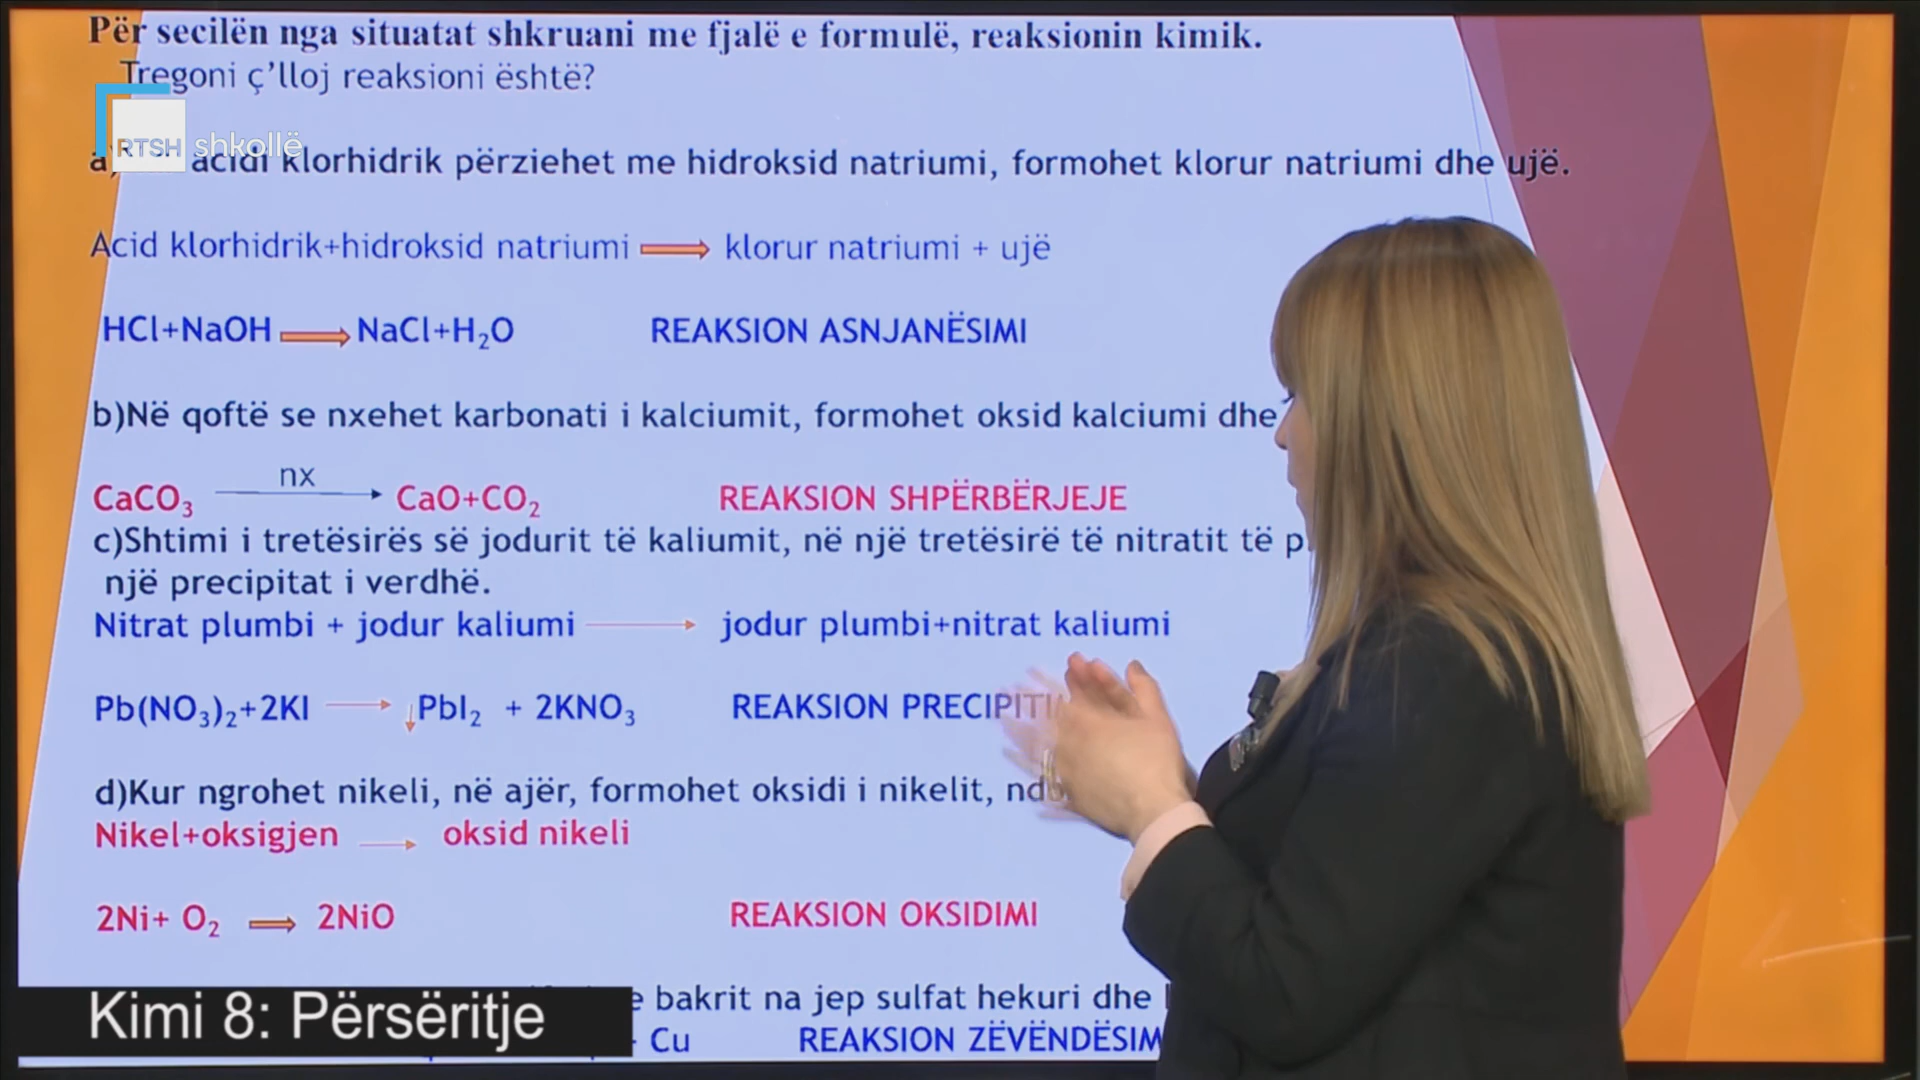 Për secilën nga situatat shkruani me fjalë e formulë, reaksionin kimik.
Tregoni ç'lloj reaksioni është?
RTSH shkollë
a) acidi klorhidrik përziehet me hidroksid natriumi, formohet klorur natriumi dhe ujë.
Acid klorhidrik+hidroksid natriumi klorur natriumi + ujë
HCl+NaOH NaCl+H₂O REAKSION ASNJANËSIMI
b)Në qoftë se nxehet karbonati i kalciumit, formohet oksid kalciumi dhe
nx
CaCO₃ CaO+CO₂ REAKSION SHPËRBËRJEJE
c)Shtimi i tretësirës së jodurit të kaliumit, në një tretësirë të nitratit të
një precipitat i verdhë.
Nitrat plumbi + jodur kaliumi jodur plumbi+nitrat kaliumi
Pb(NO₃)₂+2KI ↓PbI₂ + 2KNO₃ REAKSION
d)Kur ngrohet nikeli, në ajër, formohet oksidi i nikelit,
Nikel+oksigjen oksid nikeli
2Ni+ O₂ 2NiO REAKSION OKSIDIMI
e bakrit na jep sulfat hekuri dhe
Cu REAKSION
Kimi 8: Përsëritje